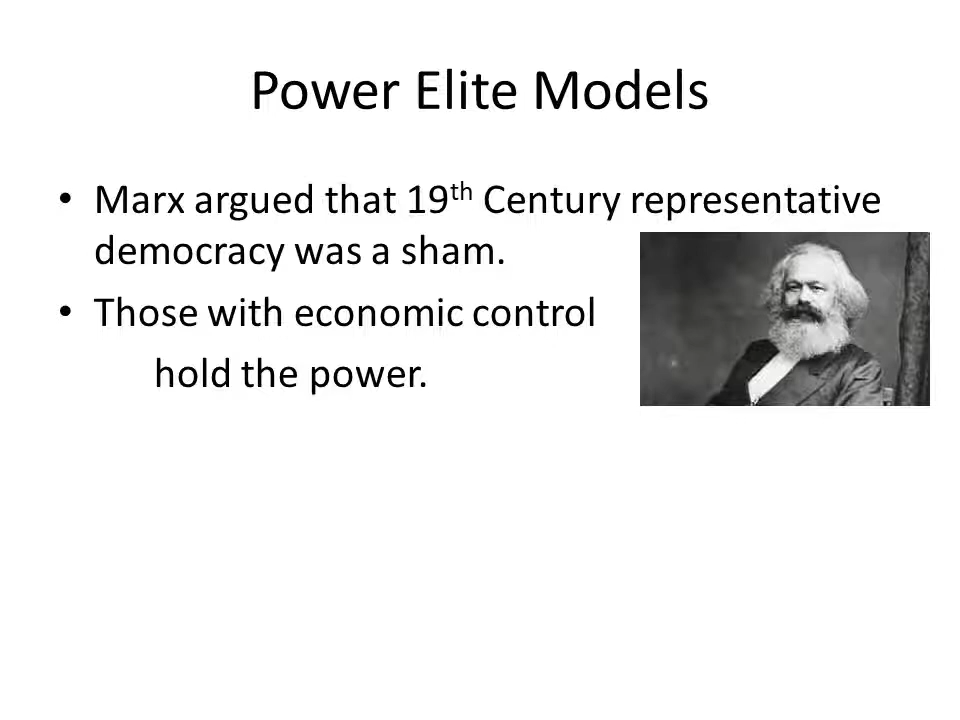 Power Elite Models
• Marx argued that 19th Century representative
democracy was a sham.
• Those with economic control
hold the power.